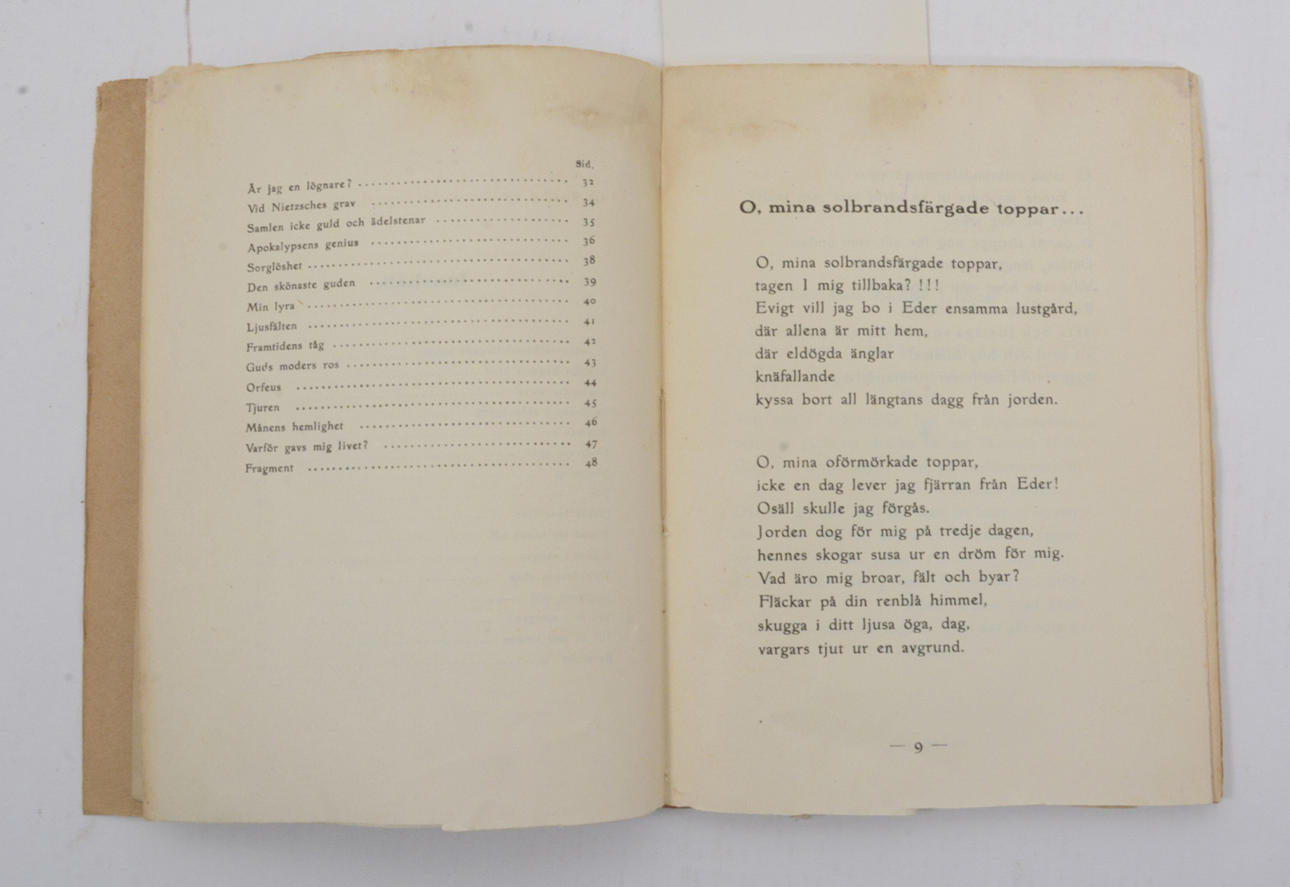 Sid.
Är jag en lögnare? 32
Vid Nietzsches grav 34
Samlen icke guld och ädelstenar 35
Apokalypsens genius 36
Sorglöshet 38
Den skönaste guden 39
Min lyra 40
Ljusfälten 41
Framtidens tåg 42
Guds moders ros 43
Orfeus 44
Tjuren 45
Månens hemlighet 46
Varför gavs mig livet? 47
Fragment 48
O, mina solbrandsfärgade toppar...
O, mina solbrandsfärgade toppar,
tagen I mig tillbaka? !!!
Evigt vill jag bo i Eder ensamma lustgård,
där allena är mitt hem,
där eldögda änglar
knäfallande
kyssa bort all längtans dagg från jorden.
O, mina oförmörkade toppar,
icke en dag lever jag fjärran från Eder!
Osäll skulle jag förgås.
Jorden dog för mig på tredje dagen,
hennes skogar susa ur en dröm för mig.
Vad äro mig broar, fält och byar?
Fläckar på din renblå himmel,
skugga i ditt ljusa öga, dag,
vargars tjut ur en avgrund.
— 9 —